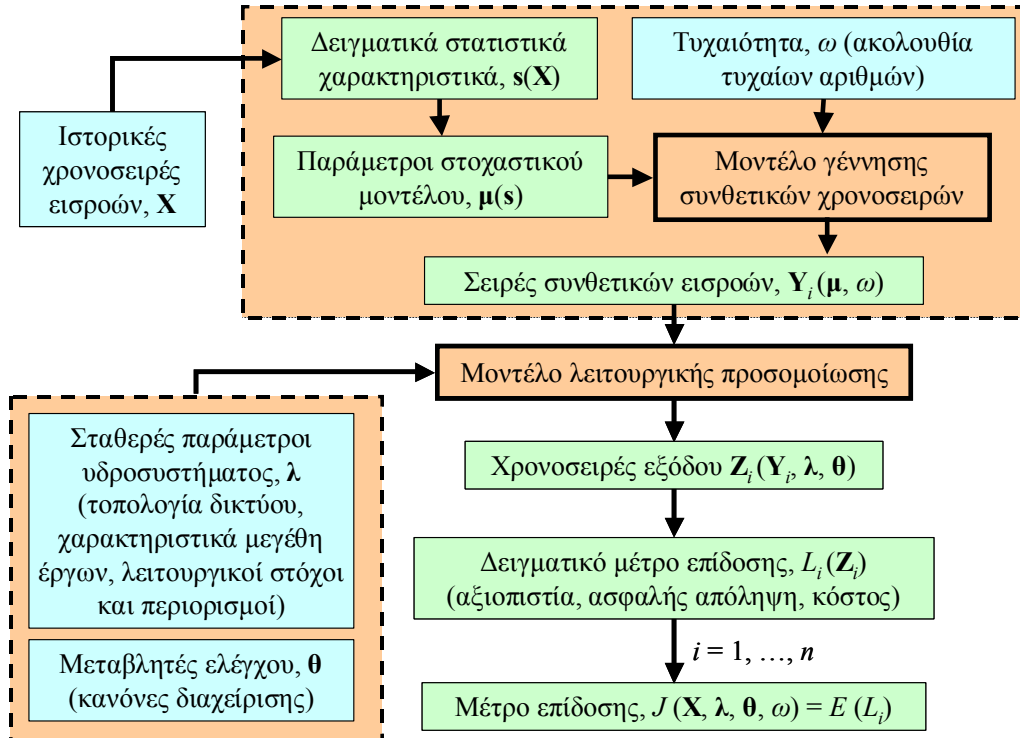 Δειγματικά στατιστικά
χαρακτηριστικά, s(X)
Τυχαιότητα, ω (ακολουθία
τυχαίων αριθμών)
Ιστορικές
χρονοσειρές
εισροών, X
Παράμετροι στοχαστικού
μοντέλου, μ(s)
Μοντέλο γέννησης
συνθετικών χρονοσειρών
Σειρές συνθετικών εισροών, Yi (μ, ω)
Μοντέλο λειτουργικής προσομοίωσης
Σταθερές παράμετροι
υδροσυστήματος, λ
(τοπολογία δικτύου,
χαρακτηριστικά μεγέθη
έργων, λειτουργικοί στόχοι
και περιορισμοί)
Μεταβλητές ελέγχου, θ
(κανόνες διαχείρισης)
Χρονοσειρές εξόδου Zi (Yi, λ, θ)
Δειγματικό μέτρο επίδοσης, Li (Zi)
(αξιοπιστία, ασφαλής απόληψη, κόστος)
i = 1, …, n
Μέτρο επίδοσης, J (X, λ, θ, ω) = E (Li)